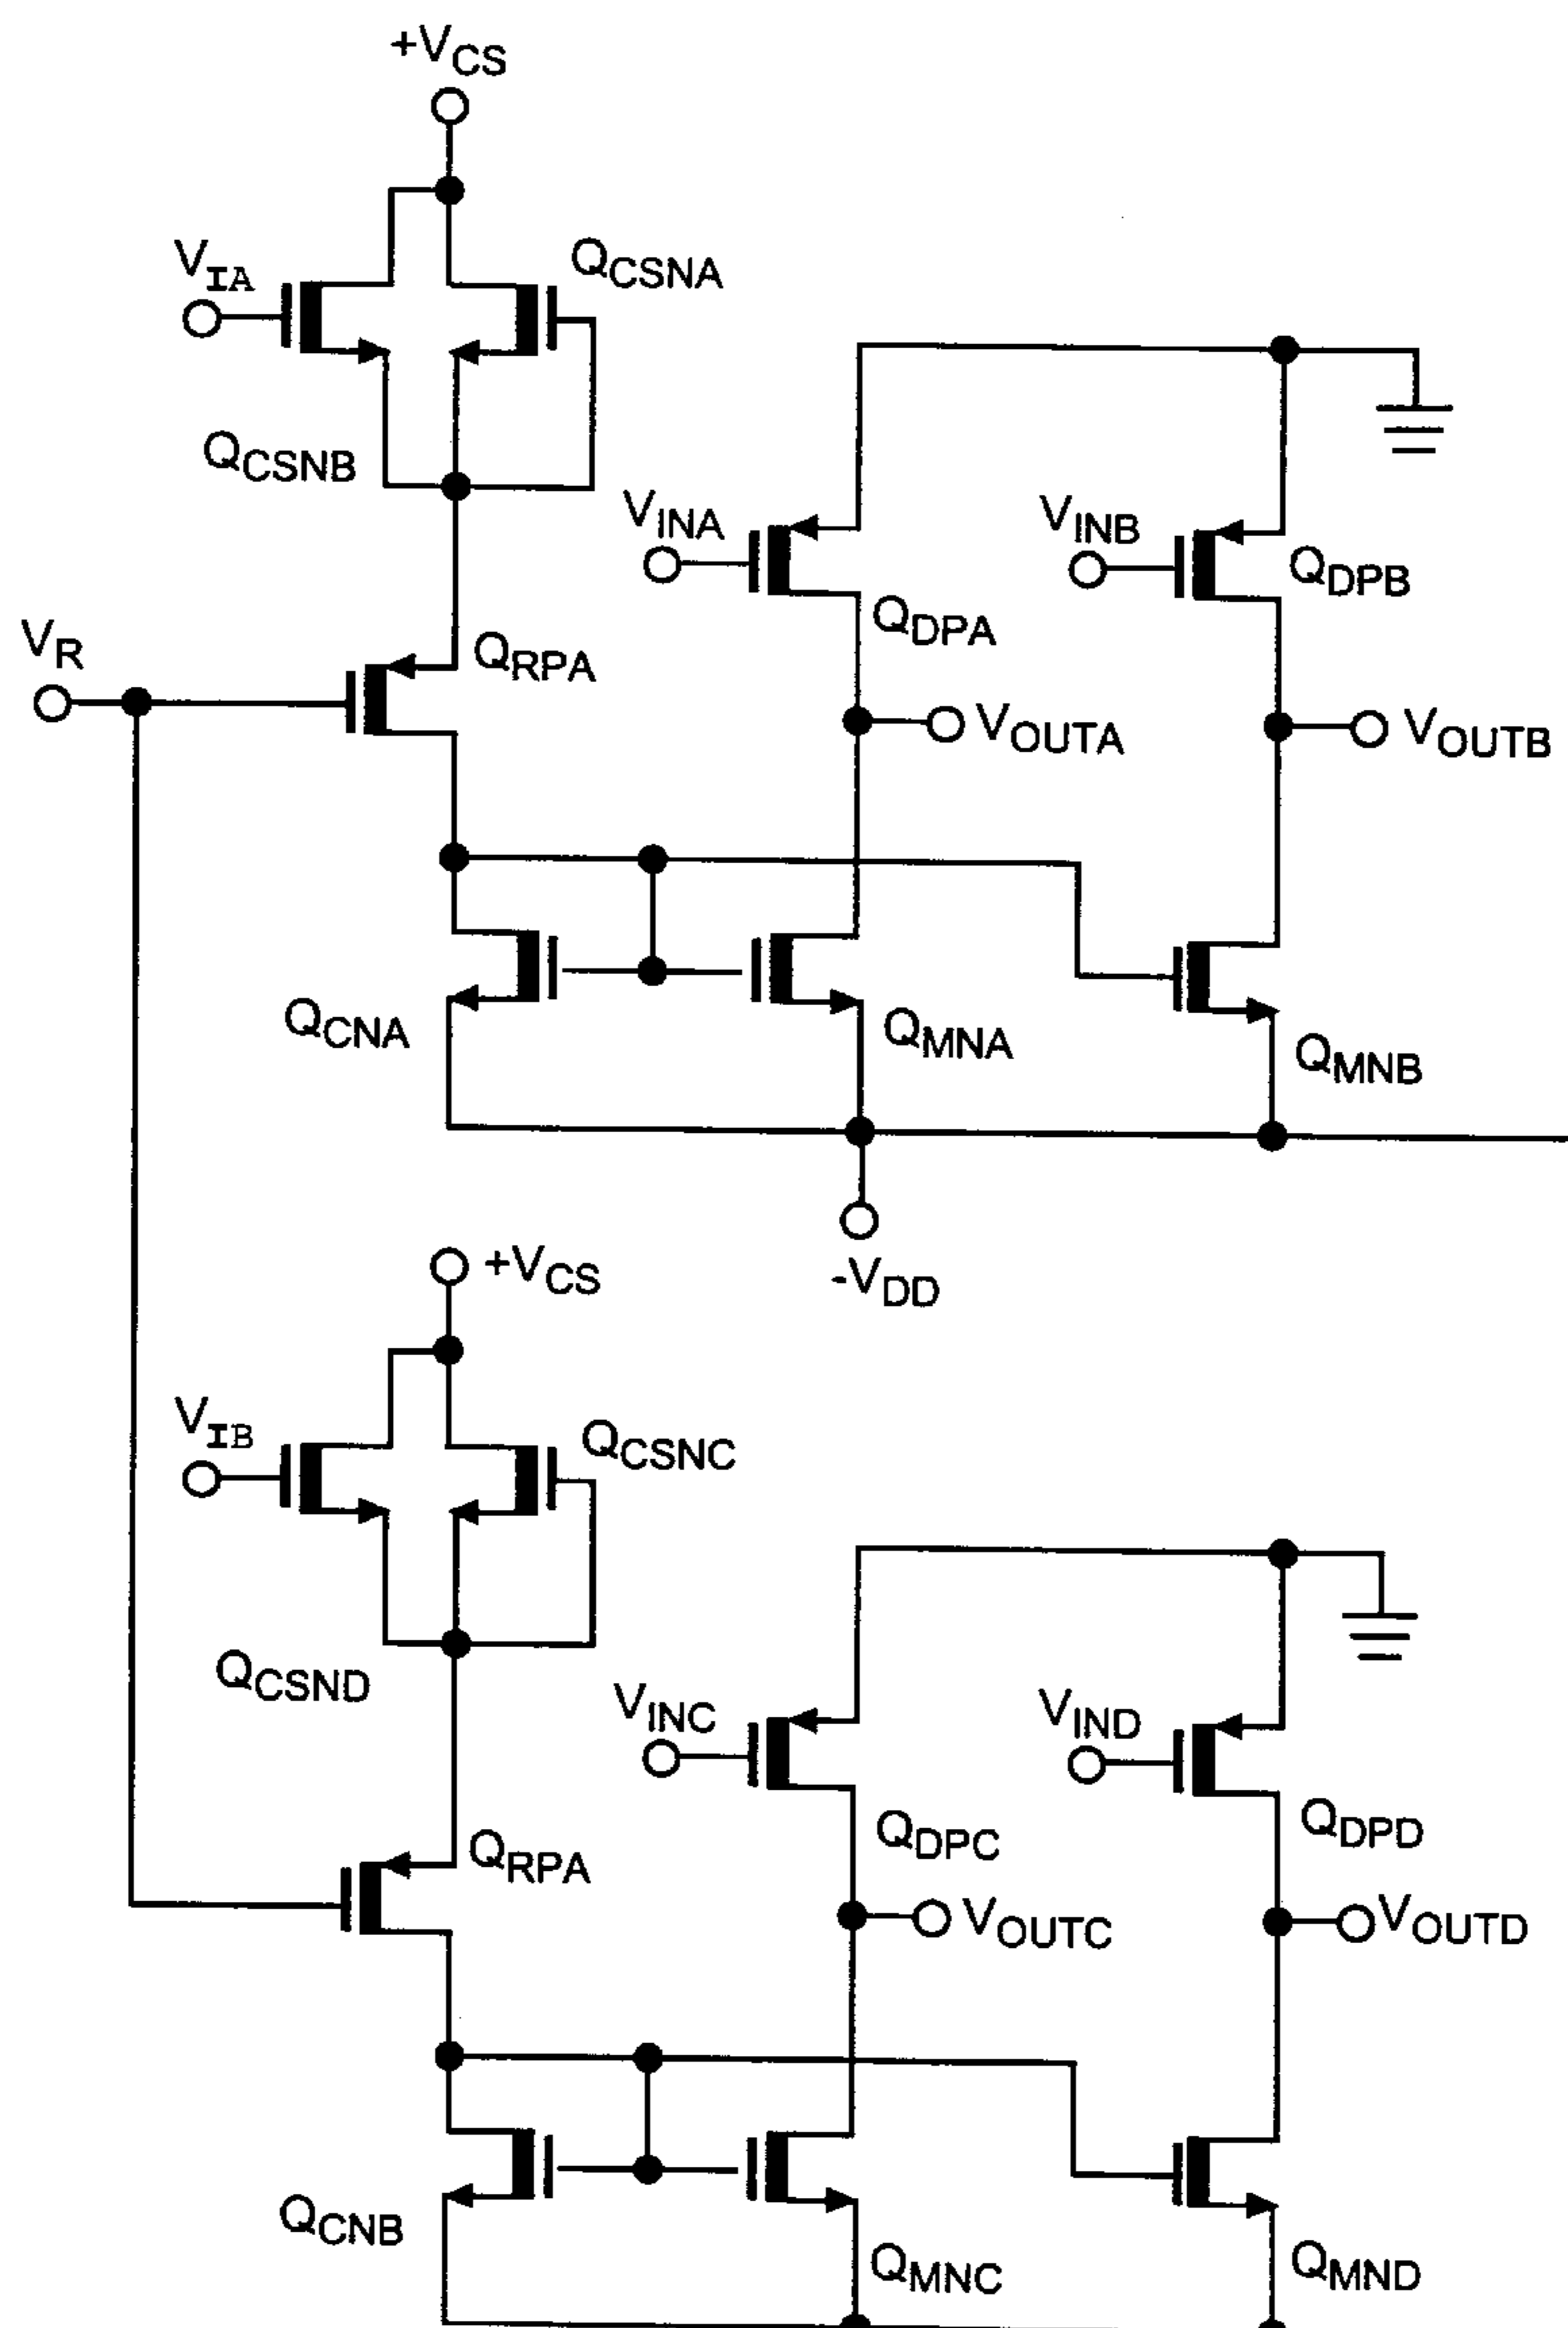 +VCS
VIA
QCSNA
QCSNB
VINA
VINB
QDPB
QDPA
VR
QRPA
VOUTA
VOUTB
QCNA
QMNA
QMNB
-VDD
+VCS
VIB
QCSNC
QCSND
VINC
VIND
QDPC
QDPD
QRPA
VOUTC
VOUTD
QCNB
QMNC
QMND